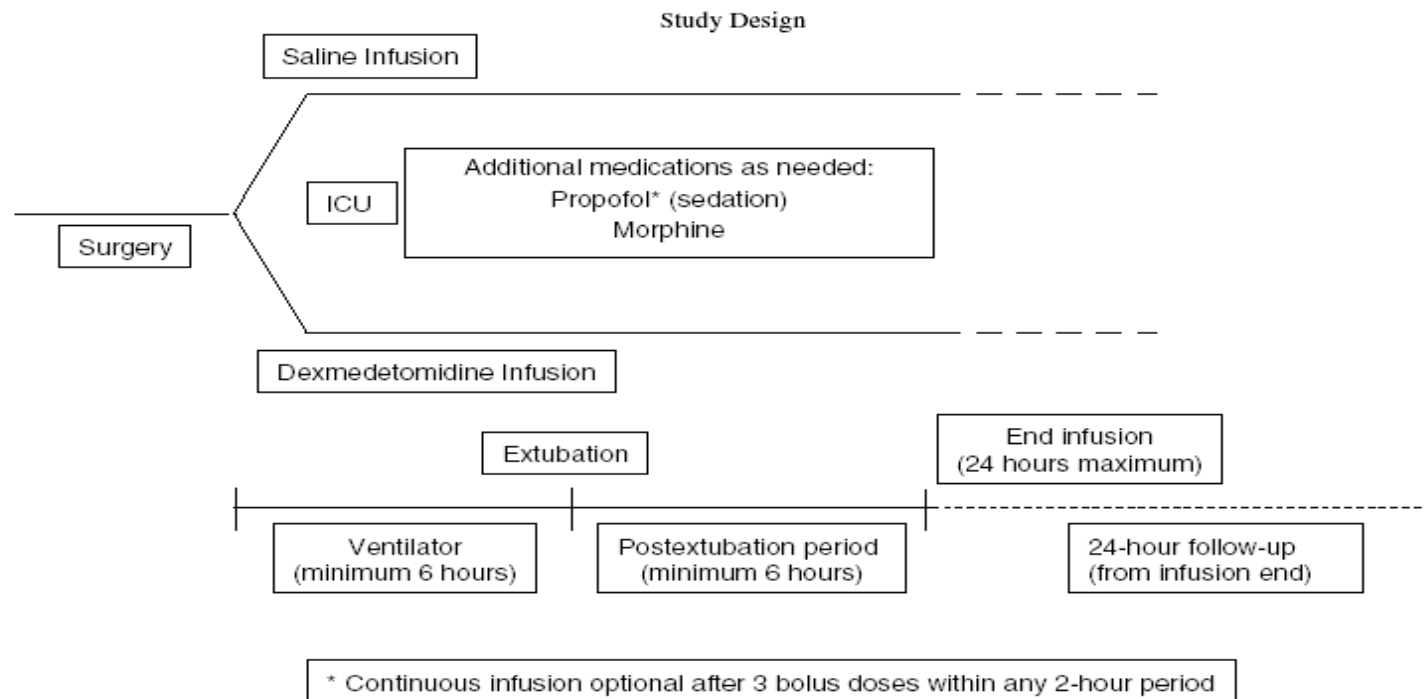 Study Design
Saline Infusion
Additional medications as needed:
Propofol* (sedation)
Morphine
ICU
Surgery
Dexmedetomidine Infusion
Extubation
End infusion
(24 hours maximum)
Ventilator
(minimum 6 hours)
Postextubation period
(minimum 6 hours)
24-hour follow-up
(from infusion end)
* Continuous infusion optional after 3 bolus doses within any 2-hour period